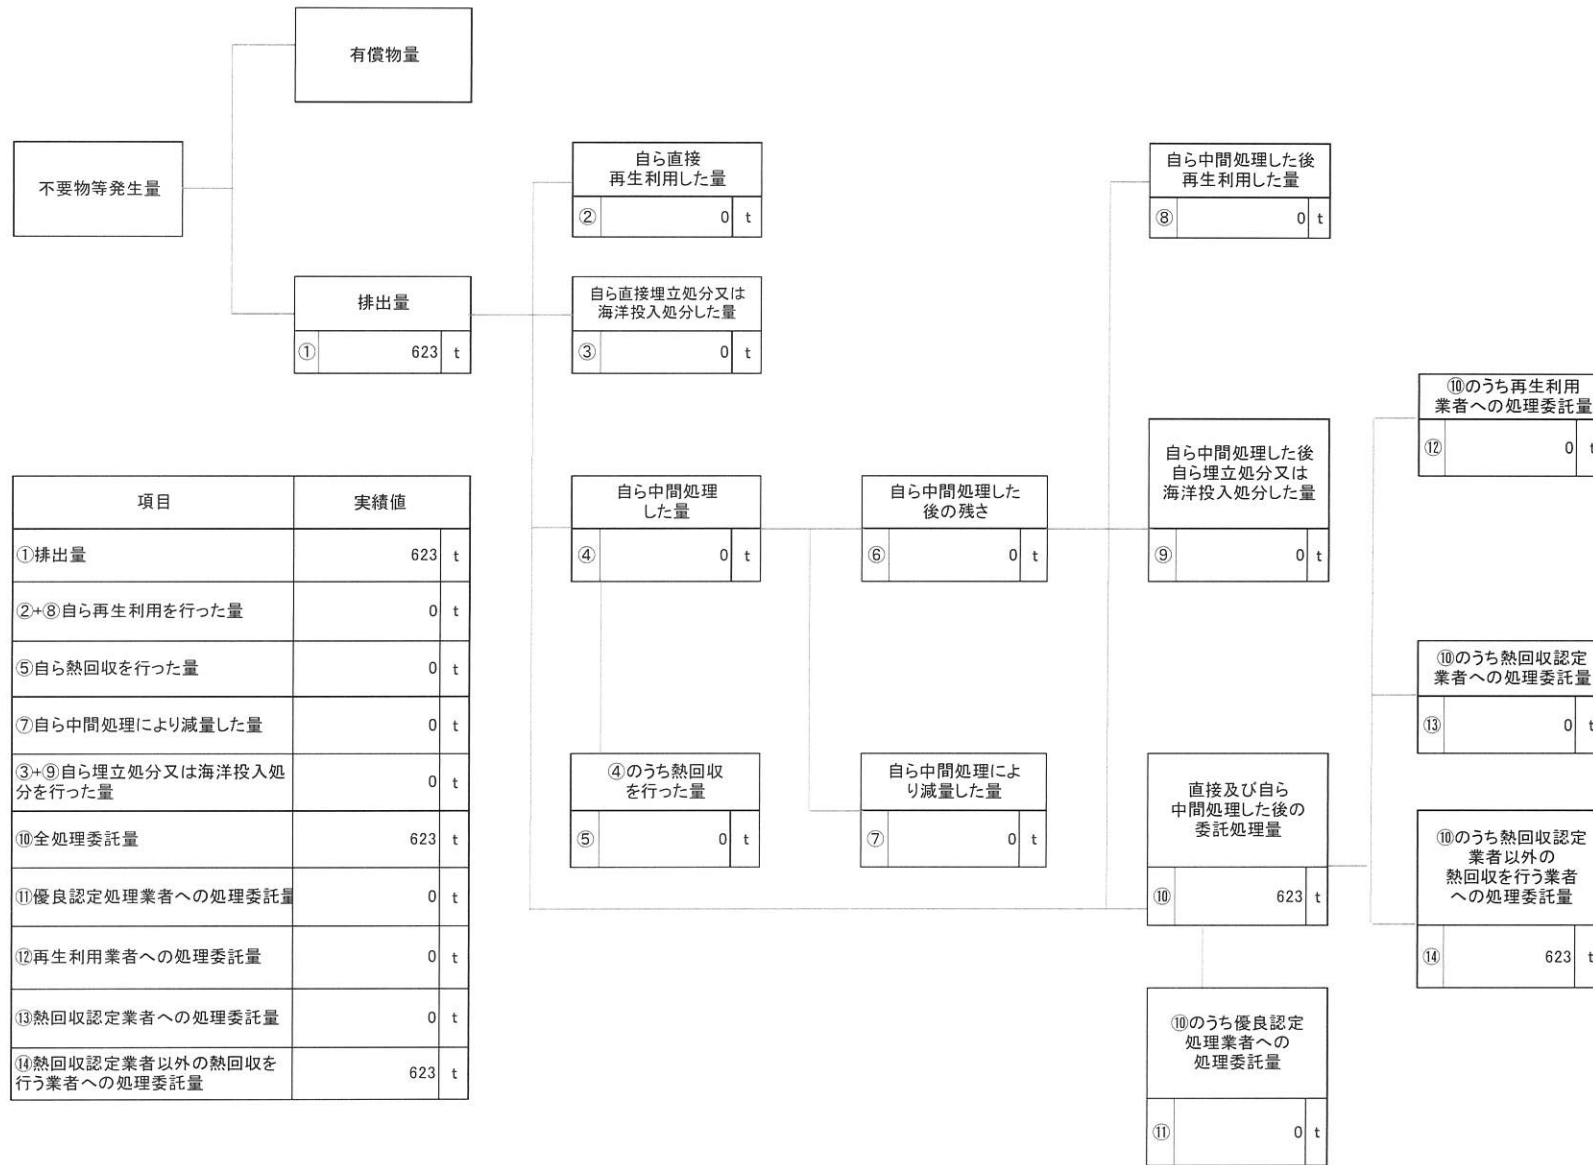 有償物量
不要物等発生量
自ら直接
再生利用した量
② 0 t
自ら中間処理した後
再生利用した量
⑧ 0 t
排出量
① 623 t
自ら直接埋立処分又は
海洋投入処分した量
③ 0 t
⑩のうち再生利用
業者への処理委託量
⑫ 0 t
自ら中間処理
した量
④ 0 t
自ら中間処理した
後の残さ
⑥ 0 t
自ら中間処理した後
自ら埋立処分又は
海洋投入処分した量
⑨ 0 t
⑩のうち熱回収認定
業者への処理委託量
⑬ 0 t
④のうち熱回収
を行った量
⑤ 0 t
自ら中間処理によ
り減量した量
⑦ 0 t
直接及び自ら
中間処理した後の
委託処理量
⑩ 623 t
⑩のうち熱回収認定
業者以外の
熱回収を行う業者
への処理委託量
⑭ 623 t
⑩のうち優良認定
処理業者への
処理委託量
⑪ 0 t
項目 実績値
①排出量 623 t
②+⑧自ら再生利用を行った量 0 t
⑤自ら熱回収を行った量 0 t
⑦自ら中間処理により減量した量 0 t
③+⑨自ら埋立処分又は海洋投入処
分を行った量 0 t
⑩全処理委託量 623 t
⑪優良認定処理業者への処理委託量 0 t
⑫再生利用業者への処理委託量 0 t
⑬熱回収認定業者への処理委託量 0 t
⑭熱回収認定業者以外の熱回収を
行う業者への処理委託量 623 t